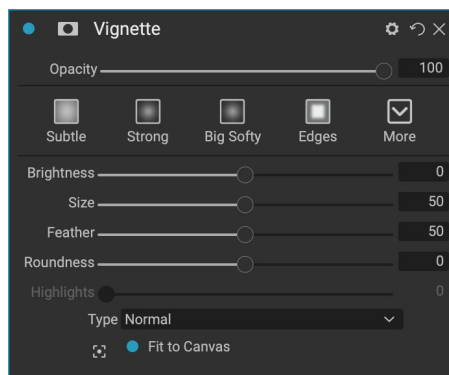 Vignette
Opacity 100
Subtle Strong Big Softy Edges More
Brightness 0
Size 50
Feather 50
Roundness 0
Highlights 0
Type Normal
Fit to Canvas